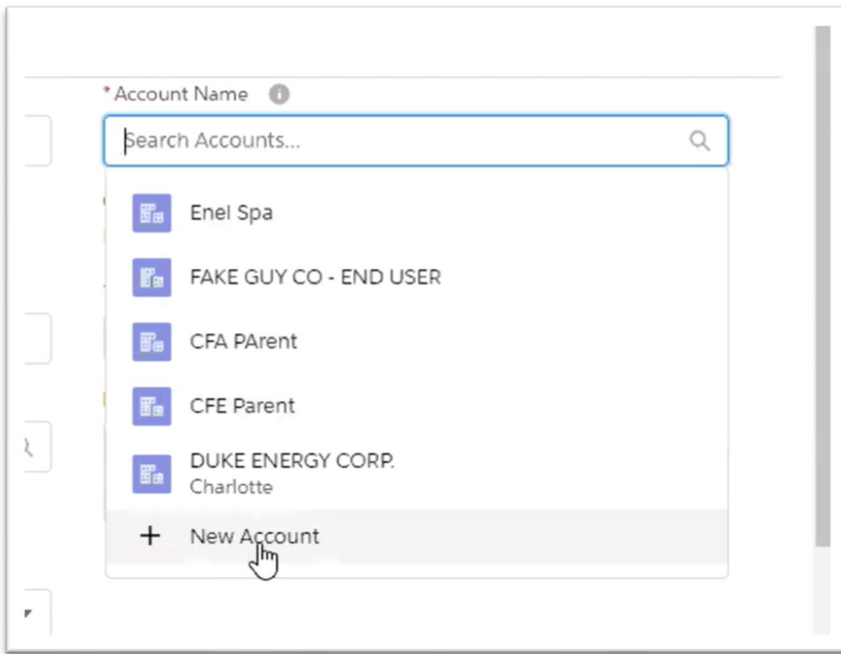 * Account Name
Search Accounts...
Enel Spa
FAKE GUY CO - END USER
CFA PArent
CFE Parent
DUKE ENERGY CORP.
Charlotte
+ New Account